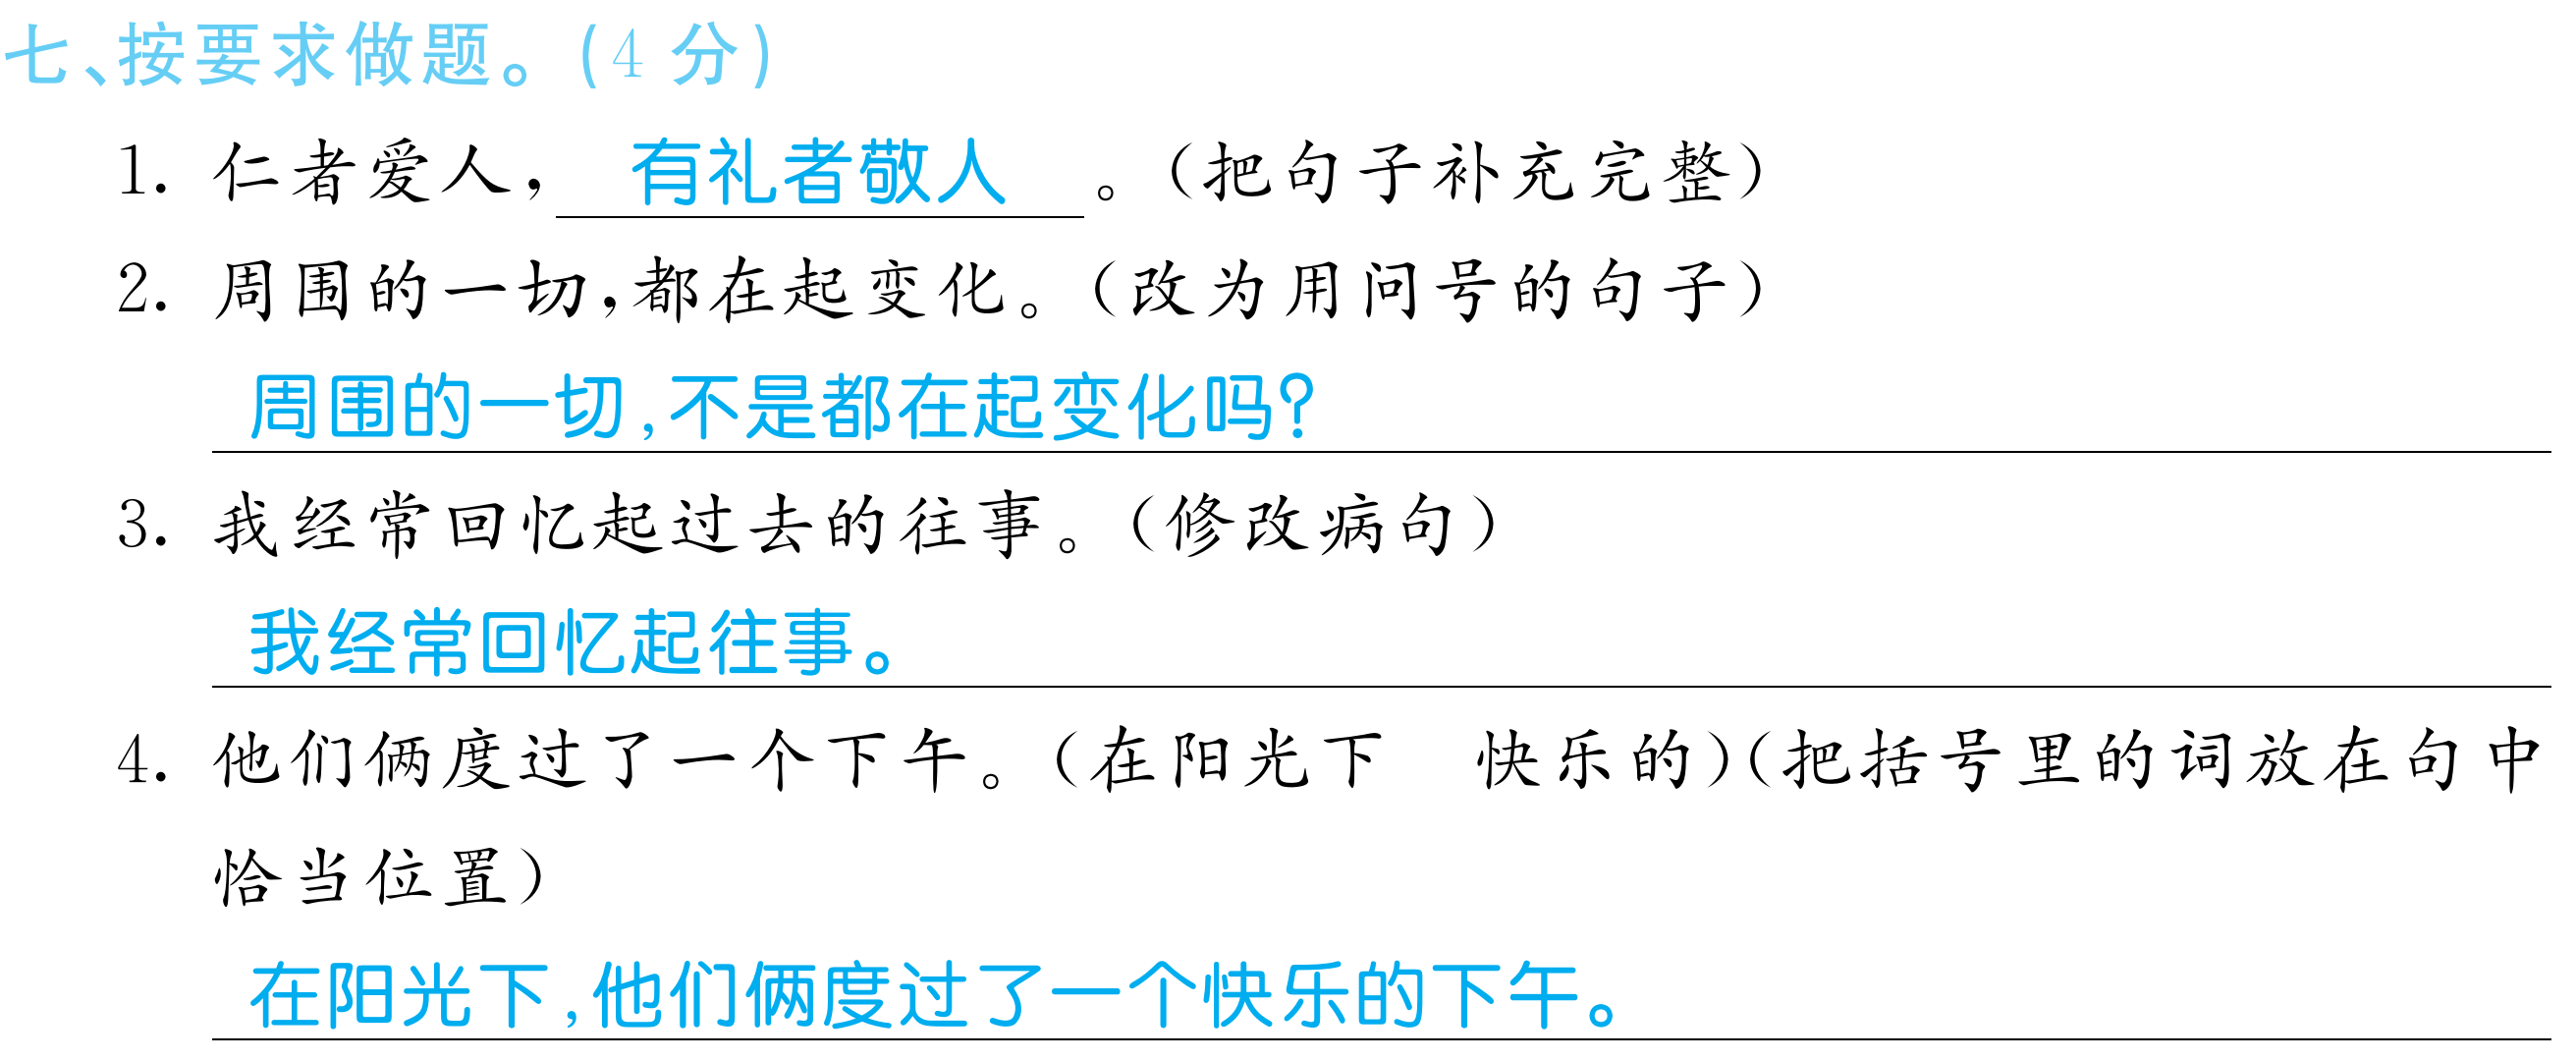 七、按要求做题。(4 分)
1. 仁者爱人，有礼者敬人。(把句子补充完整)
2. 周围的一切,都在起变化。(改为用问号的句子)
周围的一切,不是都在起变化吗?
3. 我经常回忆起过去的往事。(修改病句)
我经常回忆起往事。
4. 他们俩度过了一个下午。(在阳光下　快乐的)(把括号里的词放在句中
恰当位置)
在阳光下,他们俩度过了一个快乐的下午。